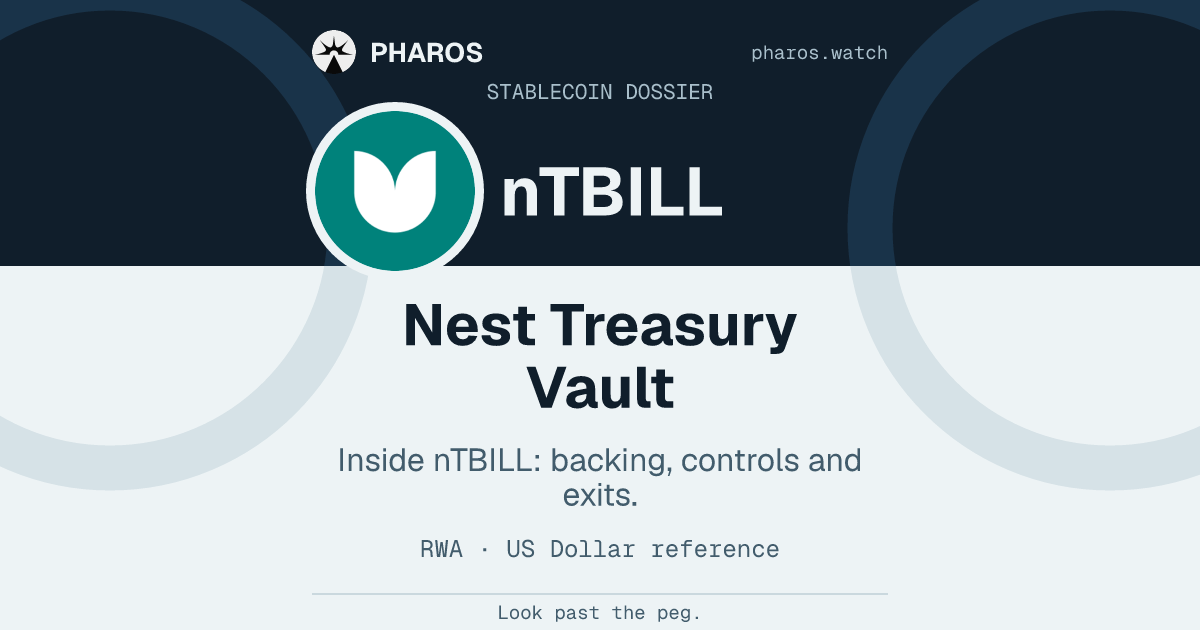 PHAROS
pharos.watch
STABLECOIN DOSSIER
nTBILL
Nest Treasury
Vault
Inside nTBILL: backing, controls and
exits.
RWA · US Dollar reference
Look past the peg.